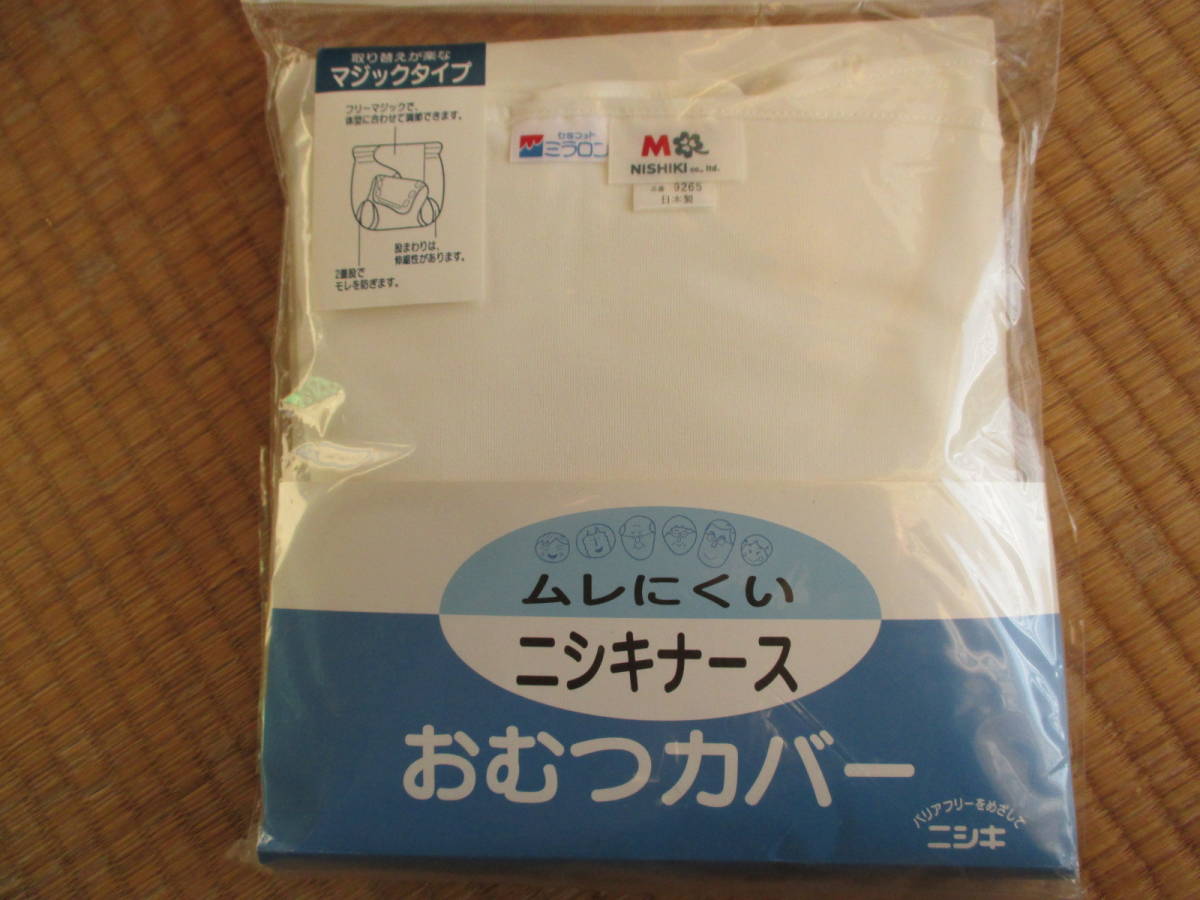 取り替えが楽な
マジックタイプ
フリーマジックで、
体型に合わせて調節できます。
股まわりは、
伸縮性があります。
2重股で
モレを防ぎます。
ミラロン
M
NISHIKI co., ltd.
品番 9265
日本製
ムレにくい
ニシキナース
おむつカバー
バリアフリーをめざして
ニシキ